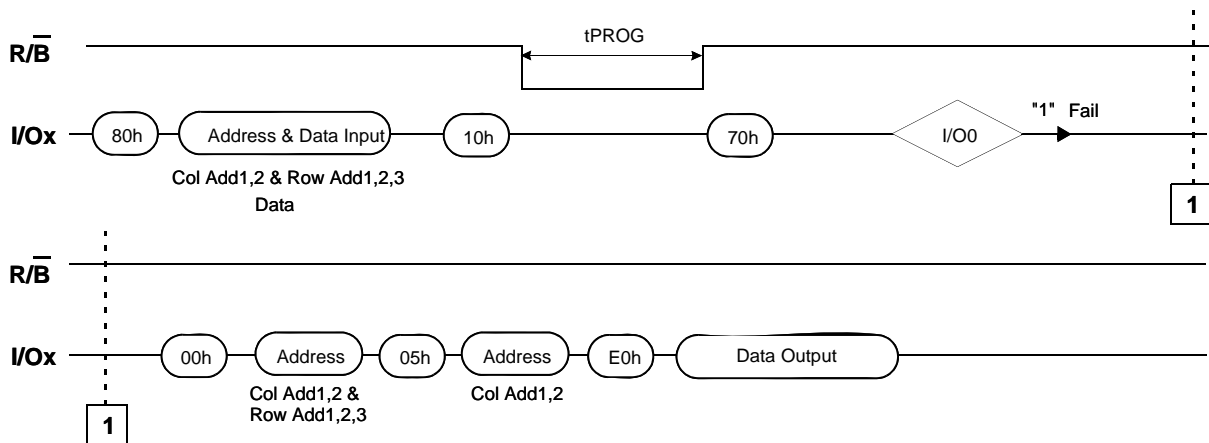 tPROG
R/B̅
I/Ox 80h Address & Data Input 10h 70h I/O0 "1" Fail
Col Add1,2 & Row Add1,2,3
Data
1
R/B̅
I/Ox 00h Address 05h Address E0h Data Output
Col Add1,2 & Col Add1,2
Row Add1,2,3
1